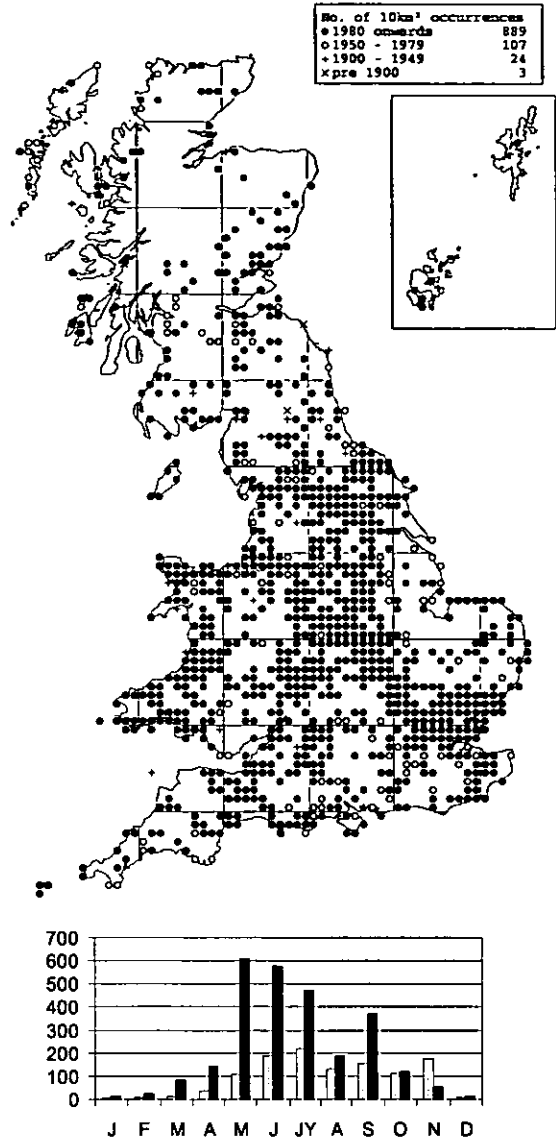 No. of 10km² occurrences
●1980 onwards 889
○1950 - 1979 107
+1900 - 1949 24
×pre 1900 3
700
600
500
400
300
200
100
0
J F M A M J JY A S O N D